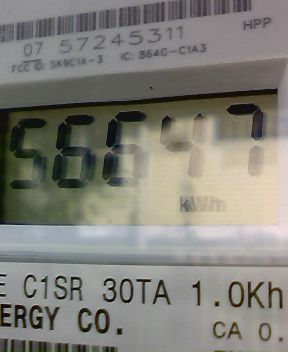 07 57245311 HPP
FCC ID: SK9C1A-3 IC: 864G-C1A3
56647
kWh
E C1SR 30TA 1.0Kh
ERGY CO. CA 0.